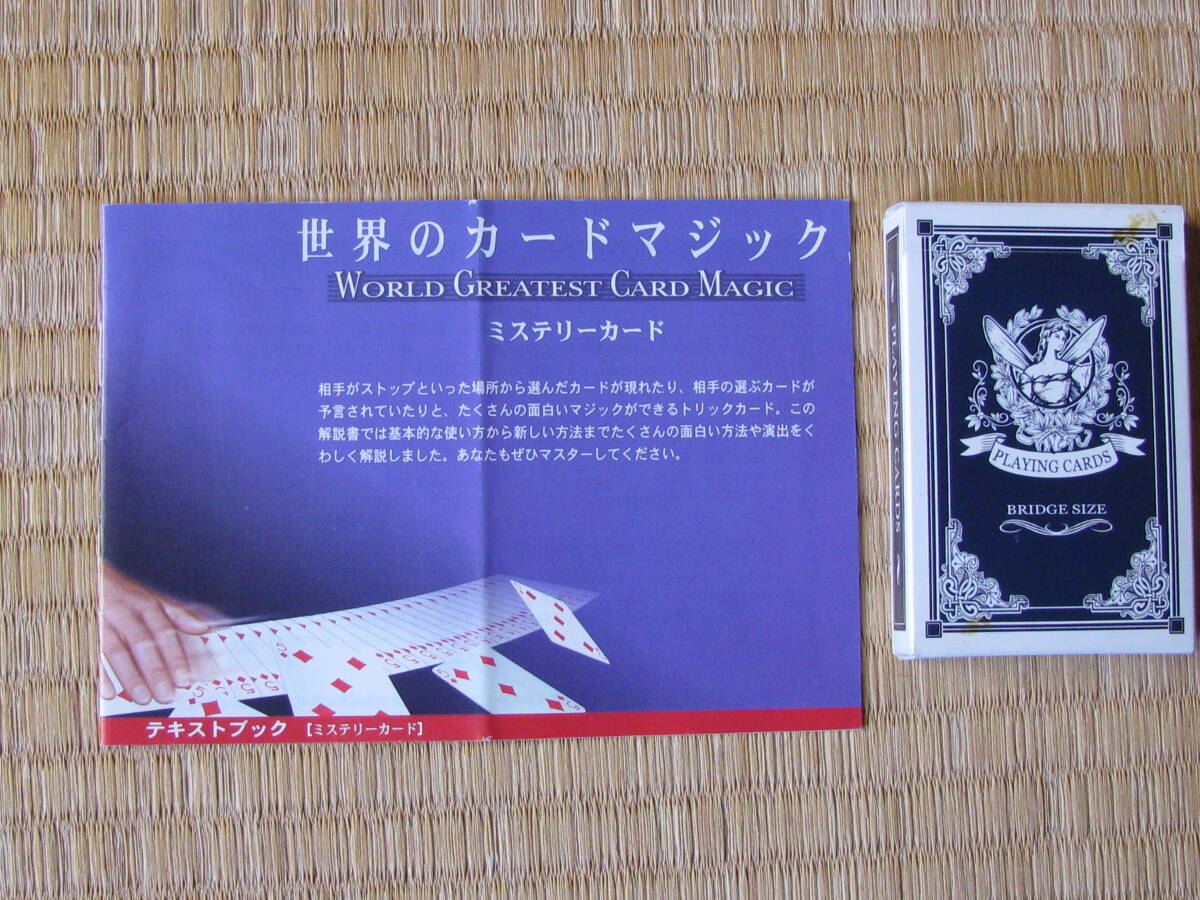 世界のカードマジック
WORLD GREATEST CARD MAGIC
ミステリーカード
相手がストップといった場所から選んだカードが現れたり、相手の選ぶカードが
予言されていたりと、たくさんの面白いマジックができるトリックカード。この
解説書では基本的な使い方から新しい方法までたくさんの面白い方法や演出をく
わしく解説しました。あなたもぜひマスターしてください。
5
5
5
5
5
5
テキストブック [ミステリーカード]
PLAYING CARDS
PLAYING CARDS
BRIDGE SIZE